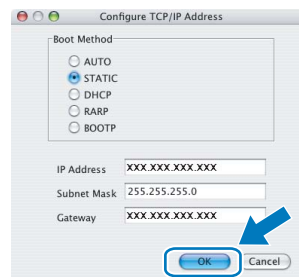 Configure TCP/IP Address
Boot Method
AUTO
STATIC
DHCP
RARP
BOOTP
IP Address XXX.XXX.XXX.XXX
Subnet Mask 255.255.255.0
Gateway XXX.XXX.XXX.XXX
OK Cancel